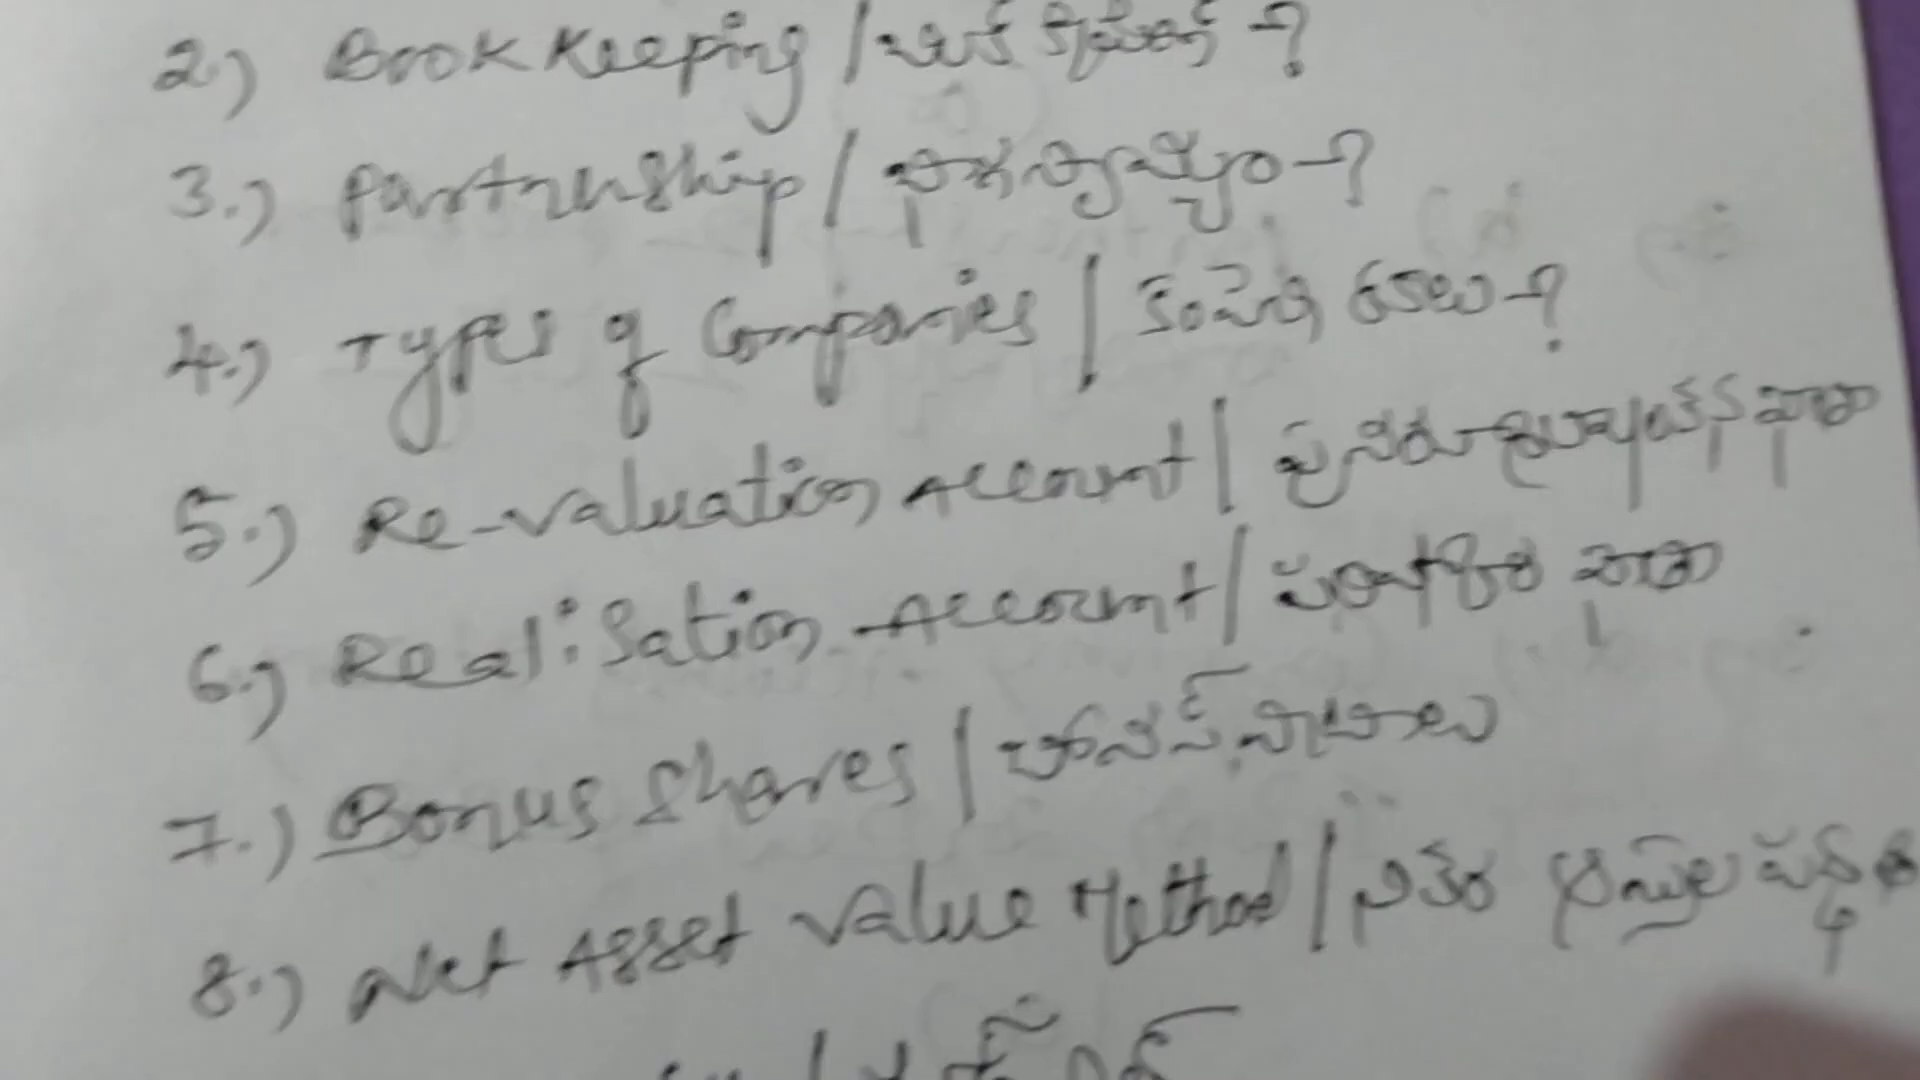 2.) Book Keeping / బుక్ కీపింగ్ -?
3.) Partnership / భాగస్వామ్యం -?
4.) Types of Companies / కంపెనీ రకాలు -?
5.) Re-valuation Account / పునర్మూల్యాంకన ఖాతా
6.) Realisation Account / ఖాతా
7.) Bonus Shares / బోనస్ వాటాలు
8.) Net Asset Value Method / నికర ఆస్తుల పద్ధతి